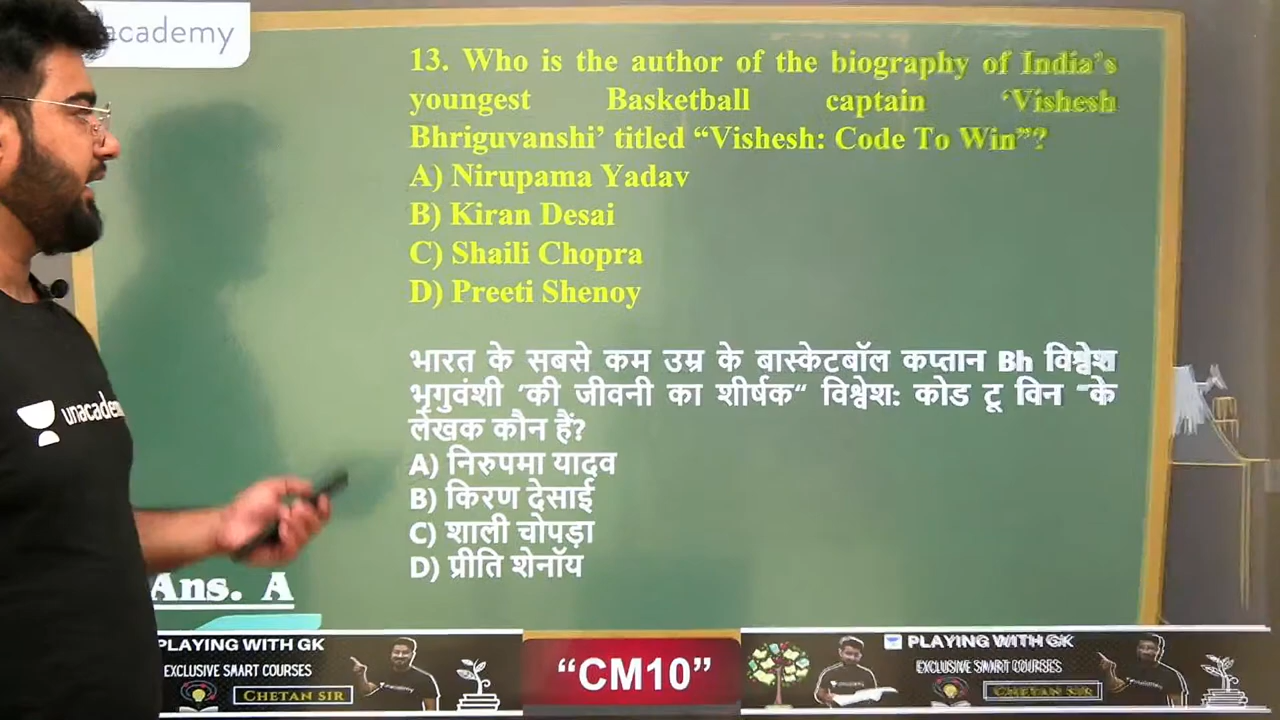 academy
13. Who is the author of the biography of India's
youngest Basketball captain 'Vishesh
Bhriguvanshi' titled “Vishesh: Code To Win”?
A) Nirupama Yadav
B) Kiran Desai
C) Shaili Chopra
D) Preeti Shenoy
भारत के सबसे कम उम्र के बास्केटबॉल कप्तान Bh विश्वेश
भृगुवंशी ’की जीवनी का शीर्षक“ विश्वेश: कोड टू विन ”के
लेखक कौन हैं?
A) निरुपमा यादव
B) किरण देसाई
C) शाली चोपड़ा
D) प्रीति शेनॉय
unacademy
Ans. A
PLAYING WITH GK
EXCLUSIVE SMART COURSES
CHETAN SIR
“CM10”
PLAYING WITH GK
EXCLUSIVE SMART COURSES
CHETAN SIR